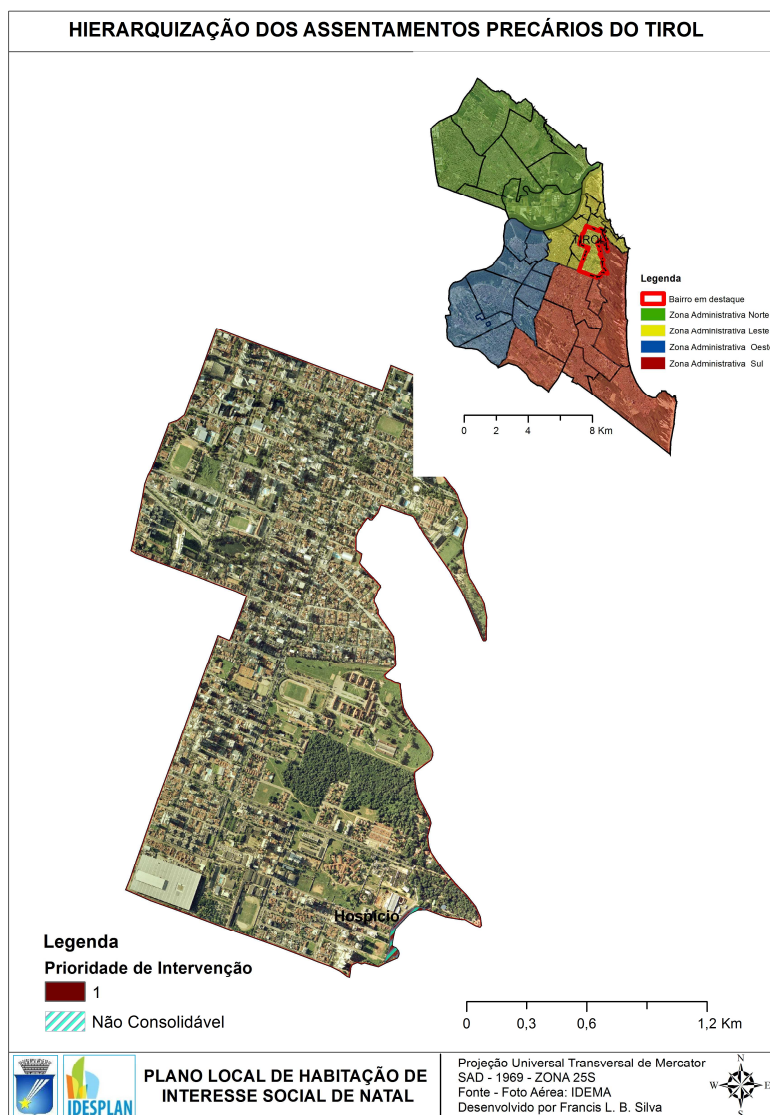 HIERARQUIZAÇÃO DOS ASSENTAMENTOS PRECÁRIOS DO TIROL
TIROL
Legenda
Bairro em destaque
Zona Administrativa Norte
Zona Administrativa Leste
Zona Administrativa Oest
Zona Administrativa Sul
0 2 4 8 Km
Hospício
Legenda
Prioridade de Intervenção
1
Não Consolidável
0 0,3 0,6 1,2 Km
IDESPLAN
PLANO LOCAL DE HABITAÇÃO DE
INTERESSE SOCIAL DE NATAL
Projeção Universal Transversal de Mercator
SAD - 1969 - ZONA 25S
Fonte - Foto Aérea: IDEMA
Desenvolvido por Francis L. B. Silva
N
W E
S